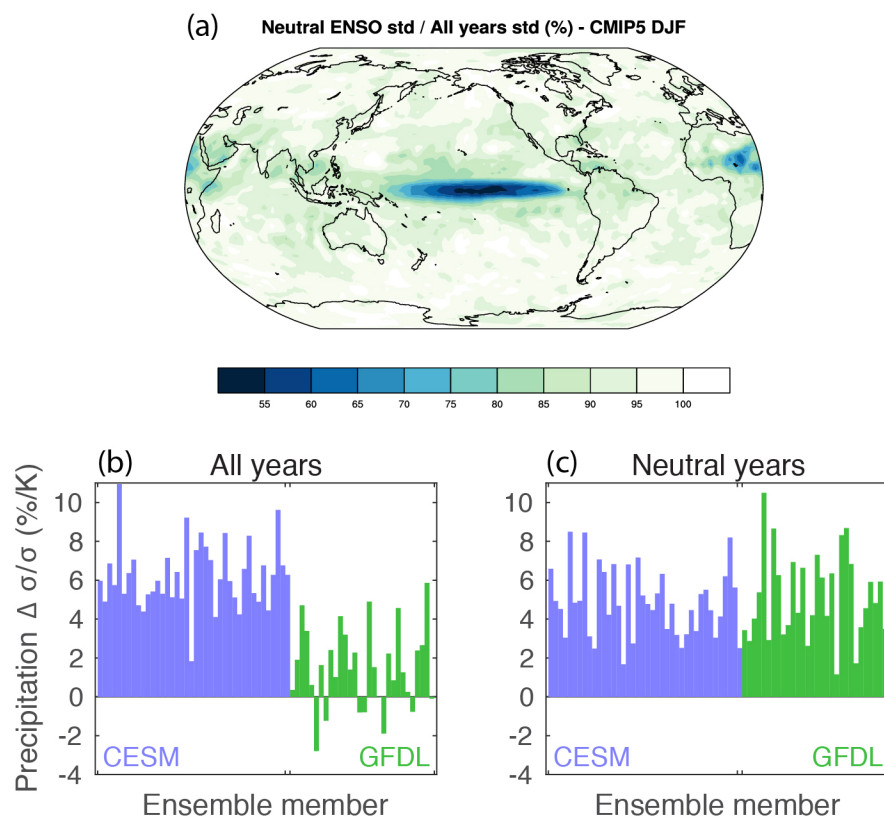 (a) Neutral ENSO std / All years std (%) - CMIP5 DJF
55 60 65 70 75 80 85 90 95 100
(b) All years
(c) Neutral years
Precipitation Δ σ/σ (%/K)
10
8
6
4
2
0
-2
-4
CESM GFDL
Ensemble member
10
8
6
4
2
0
-2
-4
CESM GFDL
Ensemble member